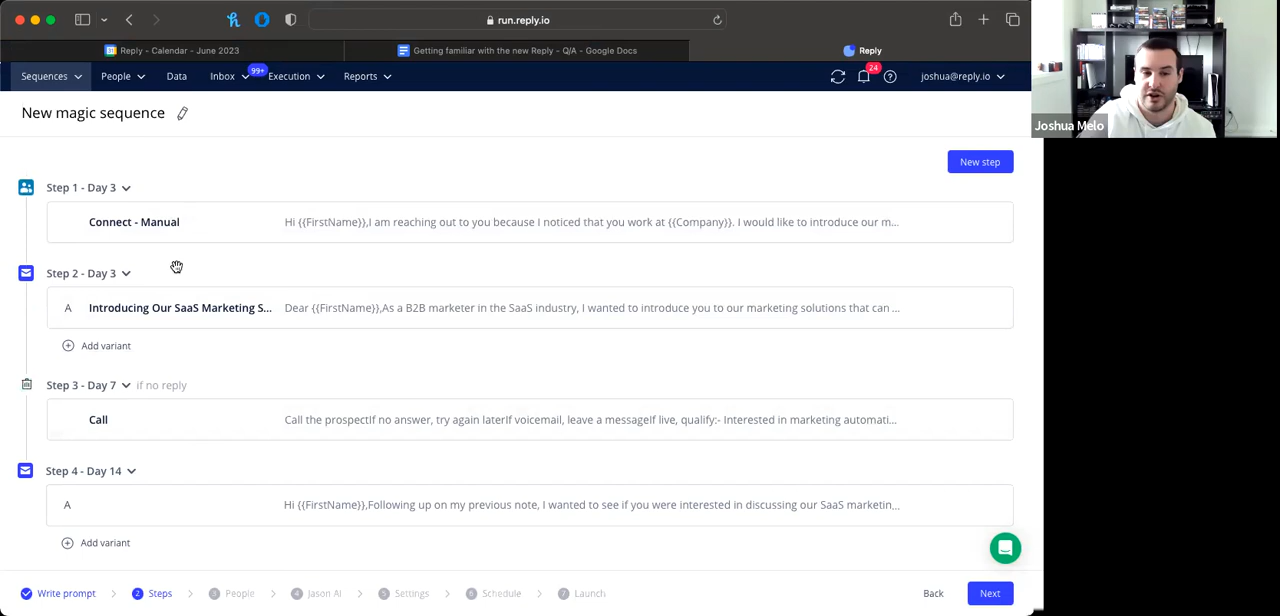 run.reply.io
Reply - Calendar - June 2023
Getting familiar with the new Reply - Q/A - Google Docs
Reply
Sequences
People
Data
Inbox
99+
Execution
Reports
24
joshua@reply.io
Joshua Melo
New magic sequence
New step
Step 1 - Day 3
Connect - Manual
Hi {{FirstName}},I am reaching out to you because I noticed that you work at {{Company}}. I would like to introduce our m...
Step 2 - Day 3
A
Introducing Our SaaS Marketing S...
Dear {{FirstName}},As a B2B marketer in the SaaS industry, I wanted to introduce you to our marketing solutions that can ...
Add variant
Step 3 - Day 7
if no reply
Call
Call the prospectIf no answer, try again laterIf voicemail, leave a messageIf live, qualify:- Interested in marketing automati...
Step 4 - Day 14
A
Hi {{FirstName}},Following up on my previous note, I wanted to see if you were interested in discussing our SaaS marketin...
Add variant
Write prompt
2 Steps
3 People
4 Jason AI
5 Settings
6 Schedule
7 Launch
Back
Next